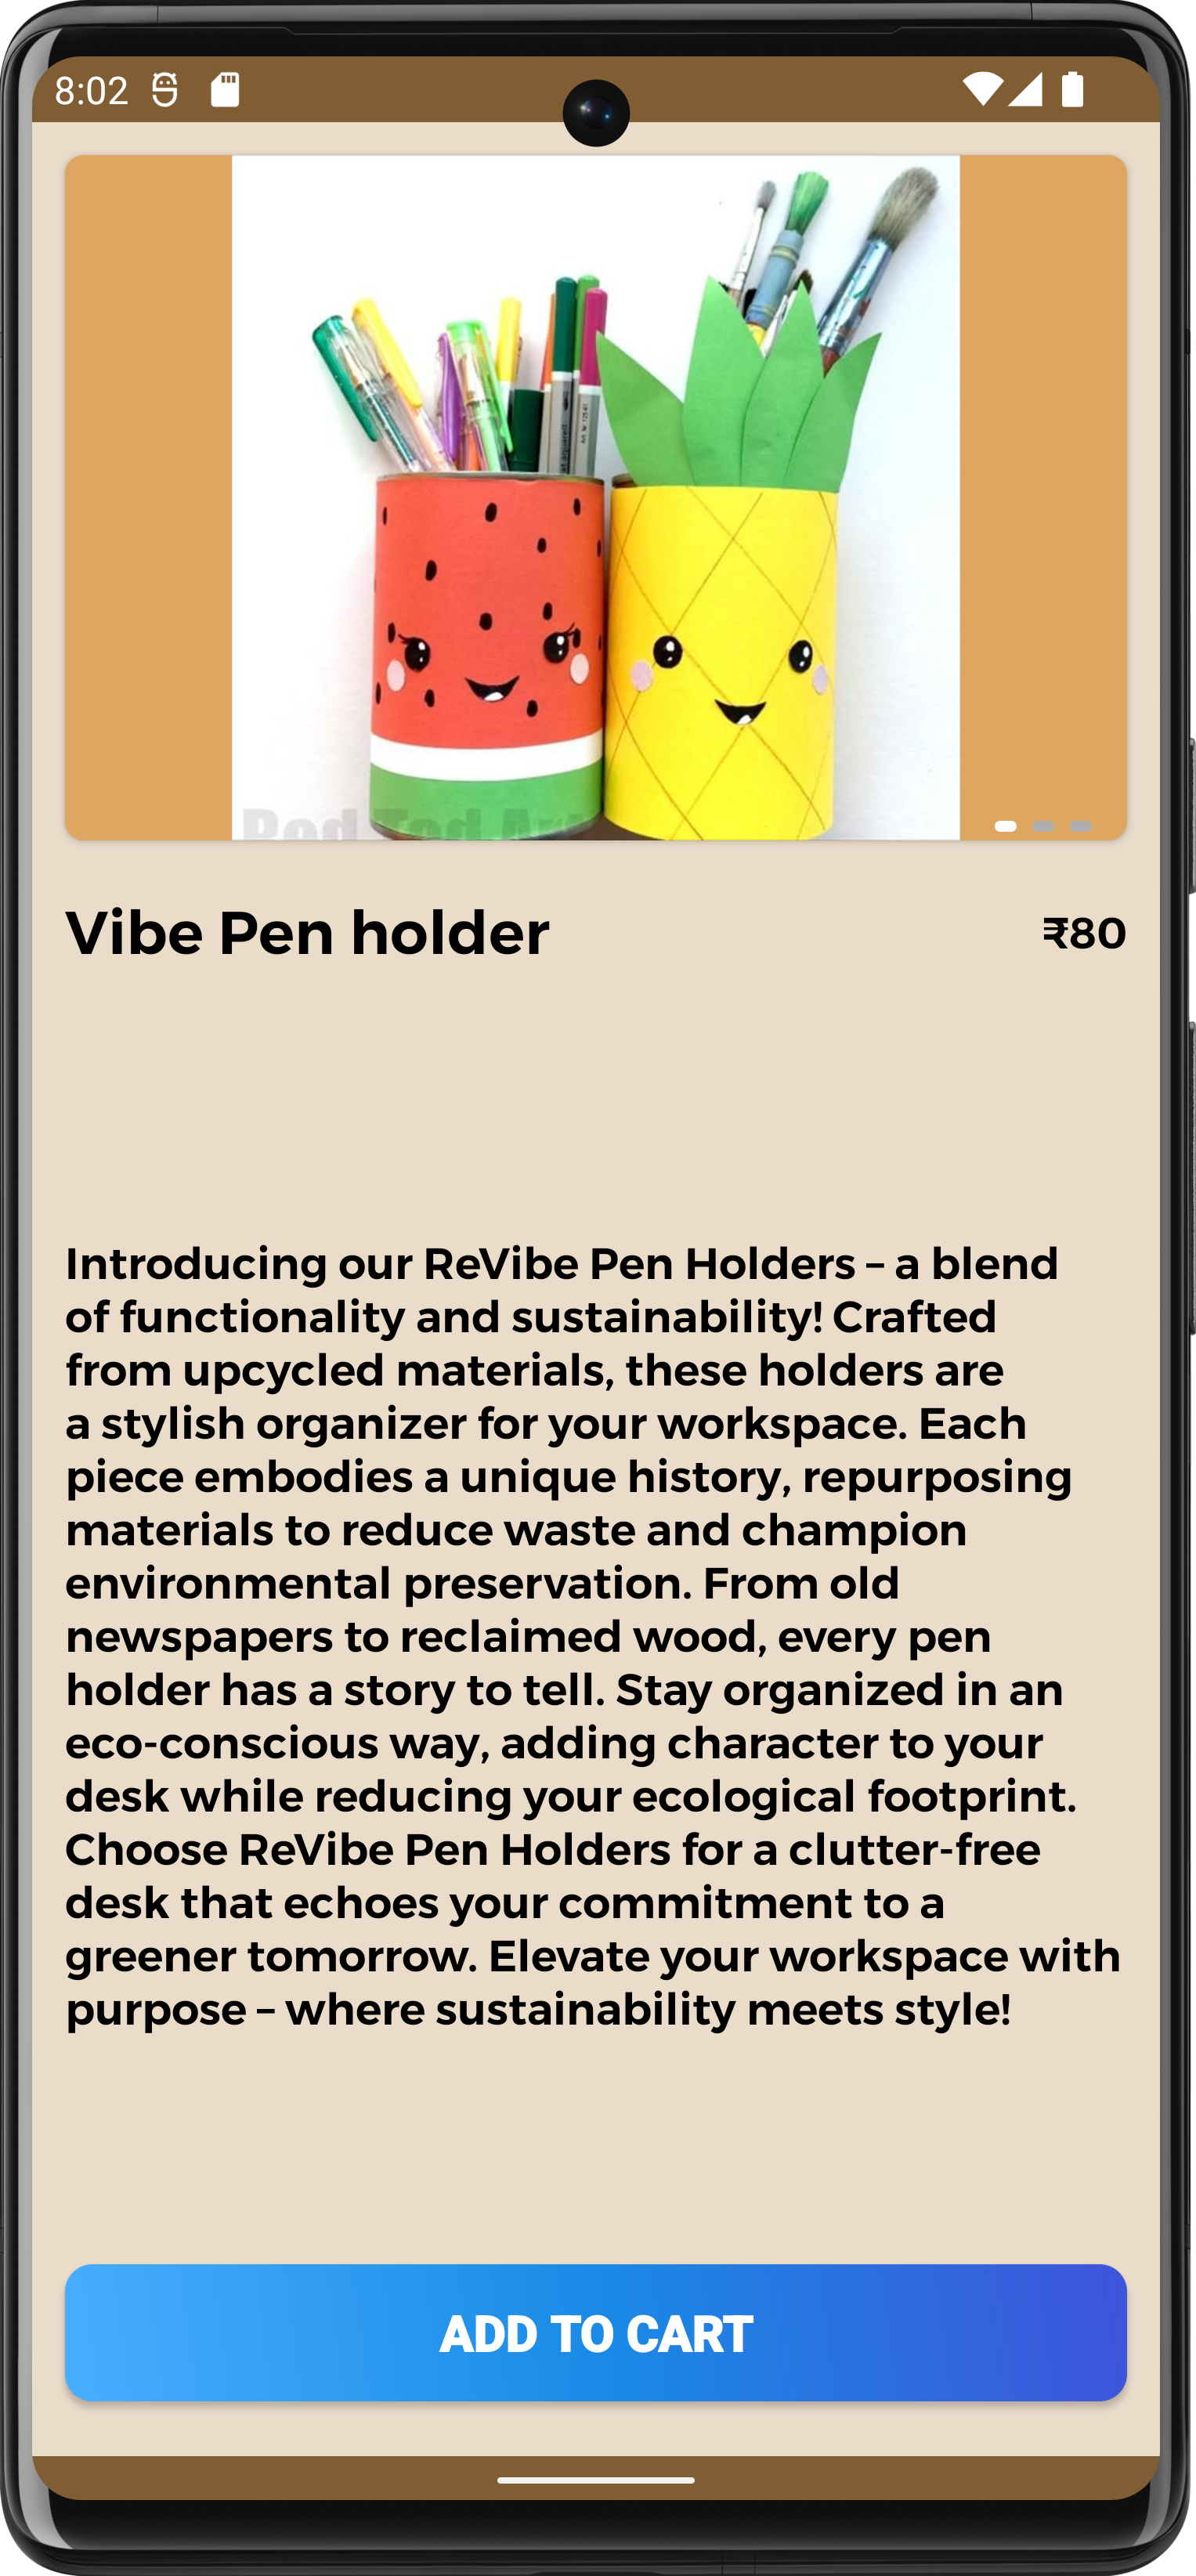 8:02
Red Ted Art
Vibe Pen holder
₹80
Introducing our ReVibe Pen Holders – a blend
of functionality and sustainability! Crafted
from upcycled materials, these holders are
a stylish organizer for your workspace. Each
piece embodies a unique history, repurposing
materials to reduce waste and champion
environmental preservation. From old
newspapers to reclaimed wood, every pen
holder has a story to tell. Stay organized in an
eco-conscious way, adding character to your
desk while reducing your ecological footprint.
Choose ReVibe Pen Holders for a clutter-free
desk that echoes your commitment to a
greener tomorrow. Elevate your workspace with
purpose – where sustainability meets style!
ADD TO CART